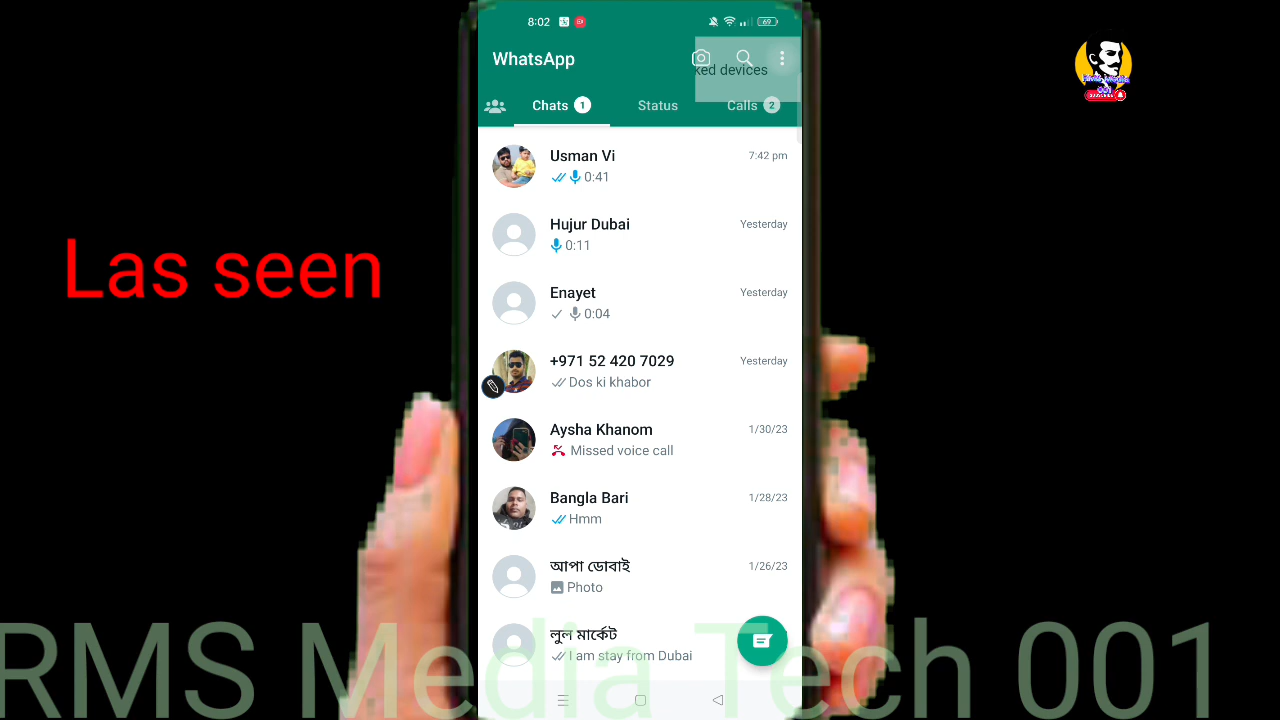 8:02
69
WhatsApp
ked devices
Chats 1
Status
Calls 2
Usman Vi
7:42 pm
0:41
Hujur Dubai
Yesterday
0:11
Enayet
Yesterday
0:04
+971 52 420 7029
Yesterday
Dos ki khabor
Aysha Khanom
1/30/23
Missed voice call
Bangla Bari
1/28/23
Hmm
আপা ডোবাই
1/26/23
Photo
লুল মার্কেট
I am stay from Dubai
Las seen
RMS Media Tech 001
001
SUBSCRIBE